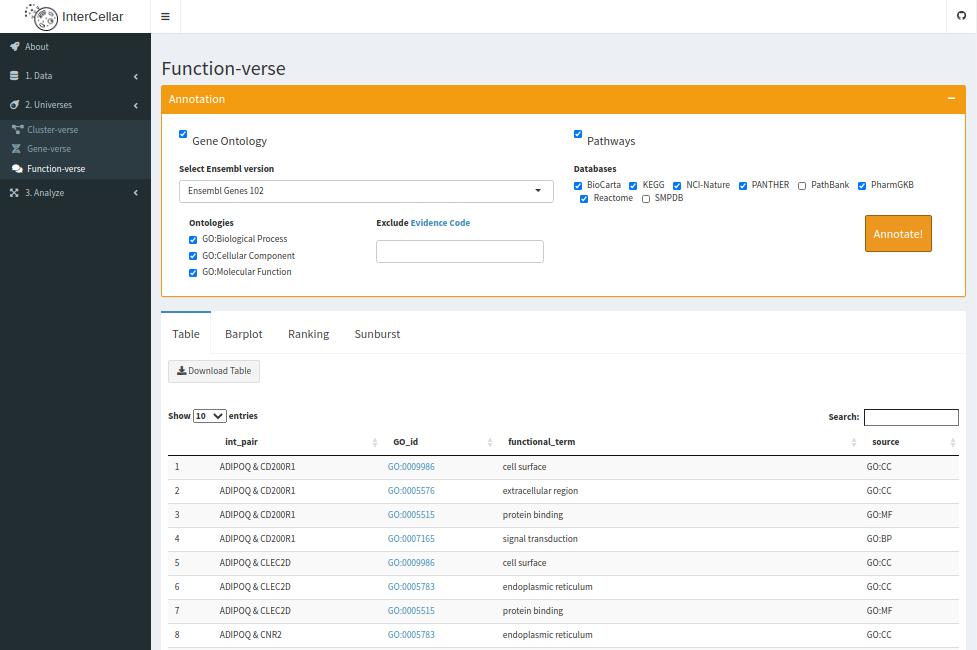 InterCellar
About
1. Data
2. Universes
Cluster-verse
Gene-verse
Function-verse
3. Analyze
Function-verse
Annotation
Gene Ontology
Select Ensembl version
Ensembl Genes 102
Ontologies
GO:Biological Process
GO:Cellular Component
GO:Molecular Function
Exclude Evidence Code
Pathways
Databases
BioCarta KEGG NCI-Nature PANTHER PathBank PharmGKB
Reactome SMPDB
Annotate!
Table Barplot Ranking Sunburst
Download Table
Show 10 entries Search:
int_pair GO_id functional_term source
1 ADIPOQ & CD200R1 GO:0009986 cell surface GO:CC
2 ADIPOQ & CD200R1 GO:0005576 extracellular region GO:CC
3 ADIPOQ & CD200R1 GO:0005515 protein binding GO:MF
4 ADIPOQ & CD200R1 GO:0007165 signal transduction GO:BP
5 ADIPOQ & CLEC2D GO:0009986 cell surface GO:CC
6 ADIPOQ & CLEC2D GO:0005783 endoplasmic reticulum GO:CC
7 ADIPOQ & CLEC2D GO:0005515 protein binding GO:MF
8 ADIPOQ & CNR2 GO:0005783 endoplasmic reticulum GO:CC